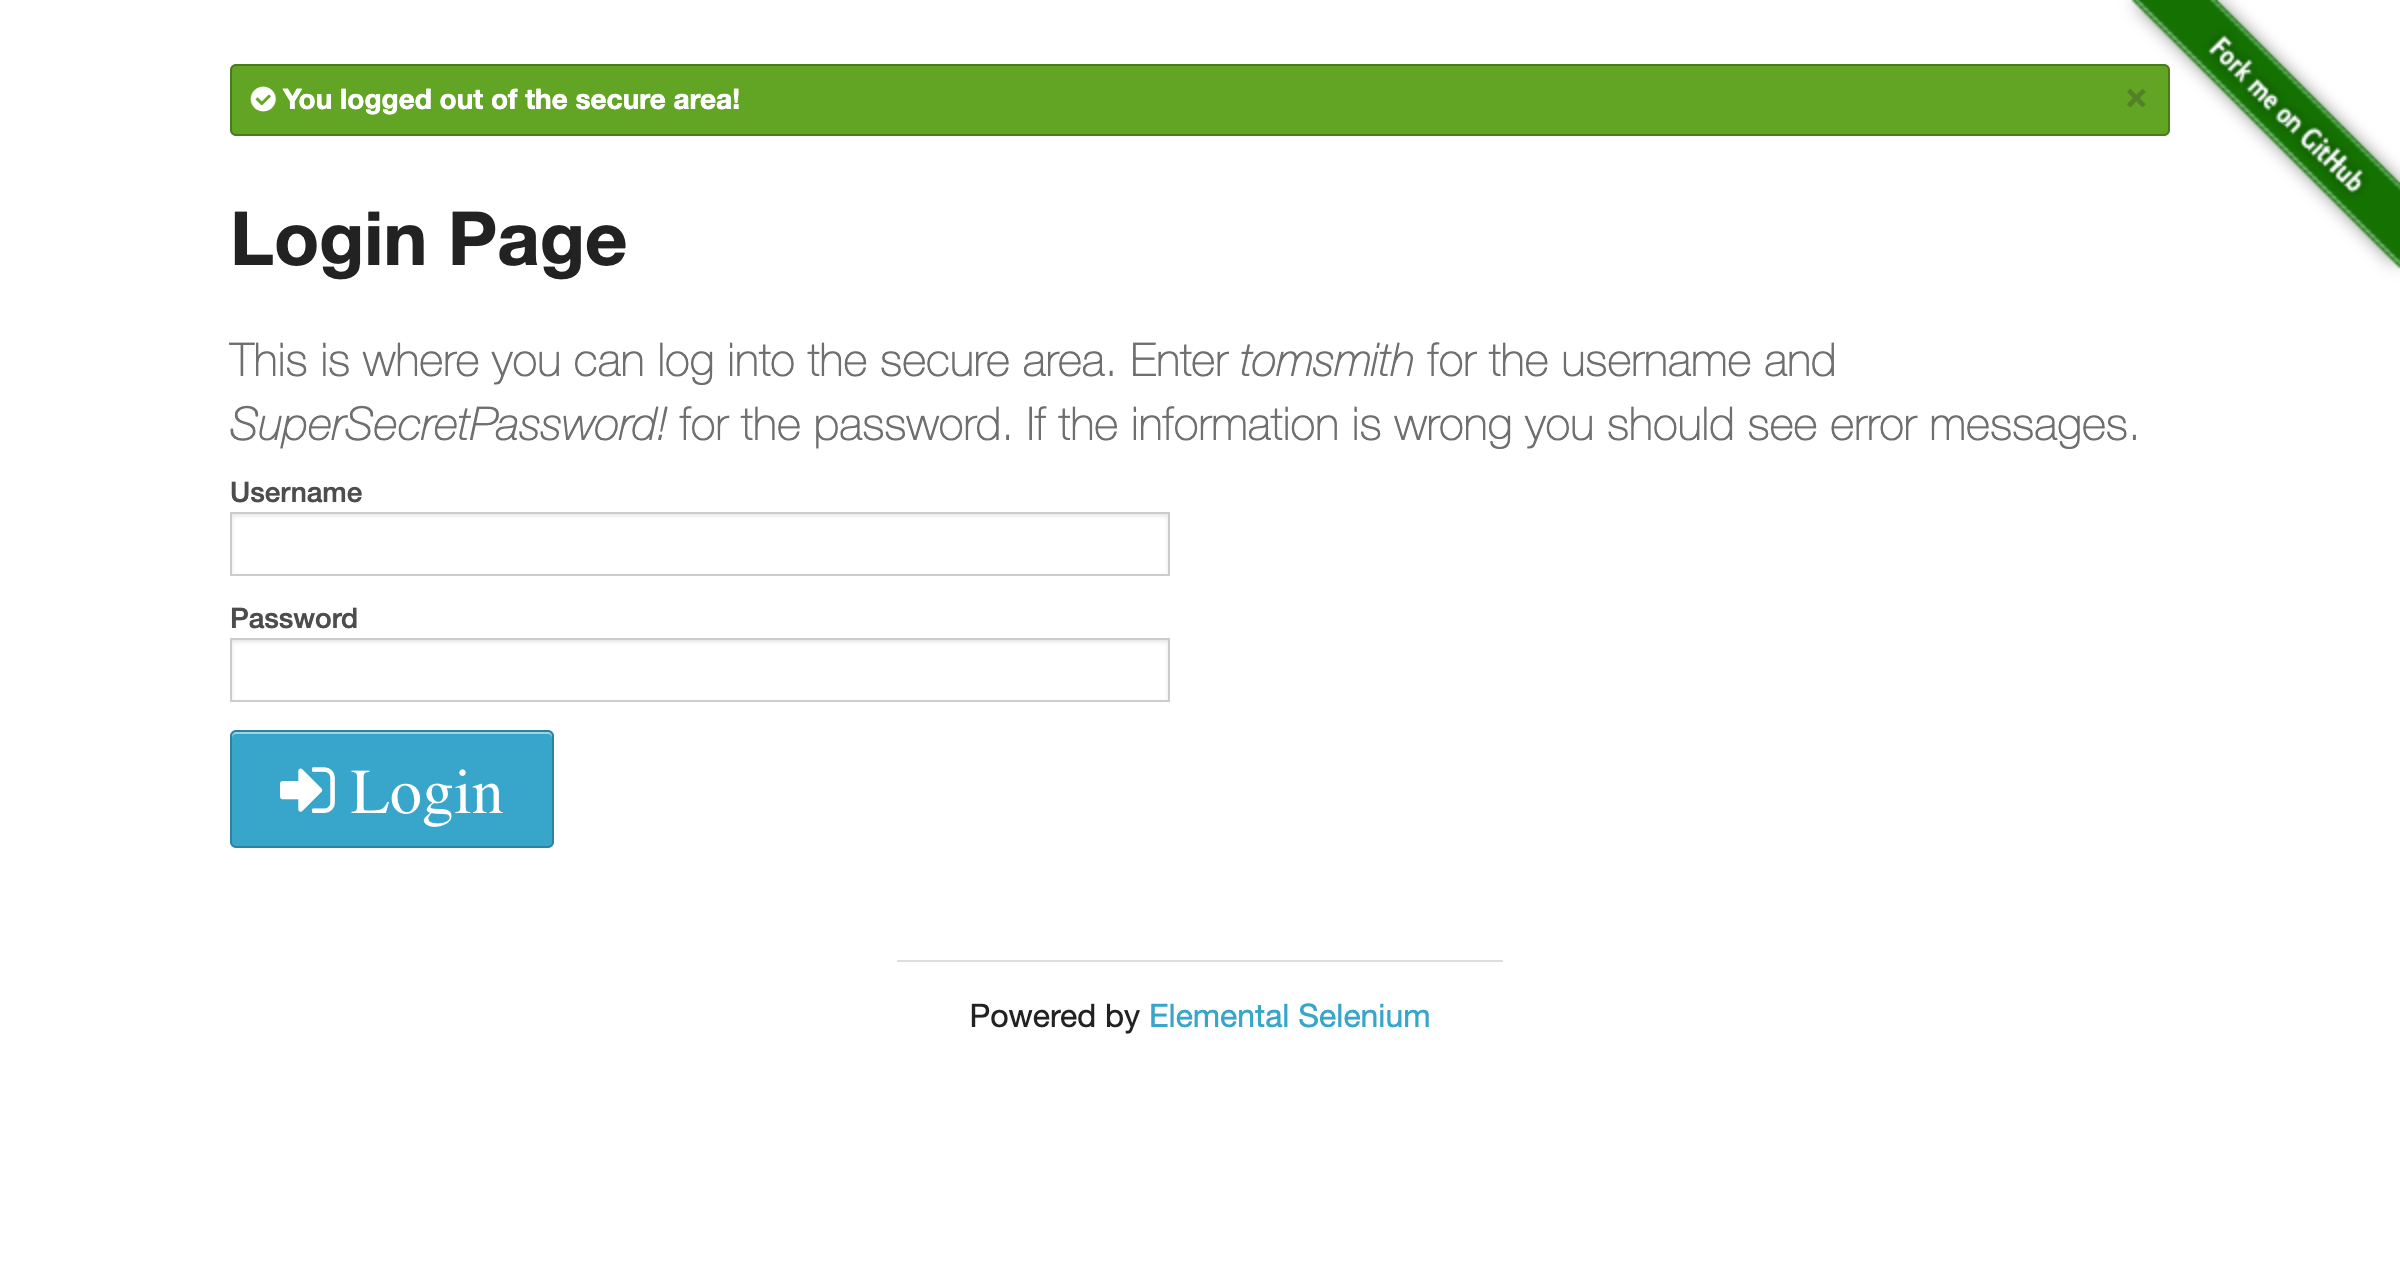 You logged out of the secure area!
×
Fork me on GitHub
Login Page
This is where you can log into the secure area. Enter tomsmith for the username and
SuperSecretPassword! for the password. If the information is wrong you should see error messages.
Username
Password
Login
Powered by Elemental Selenium